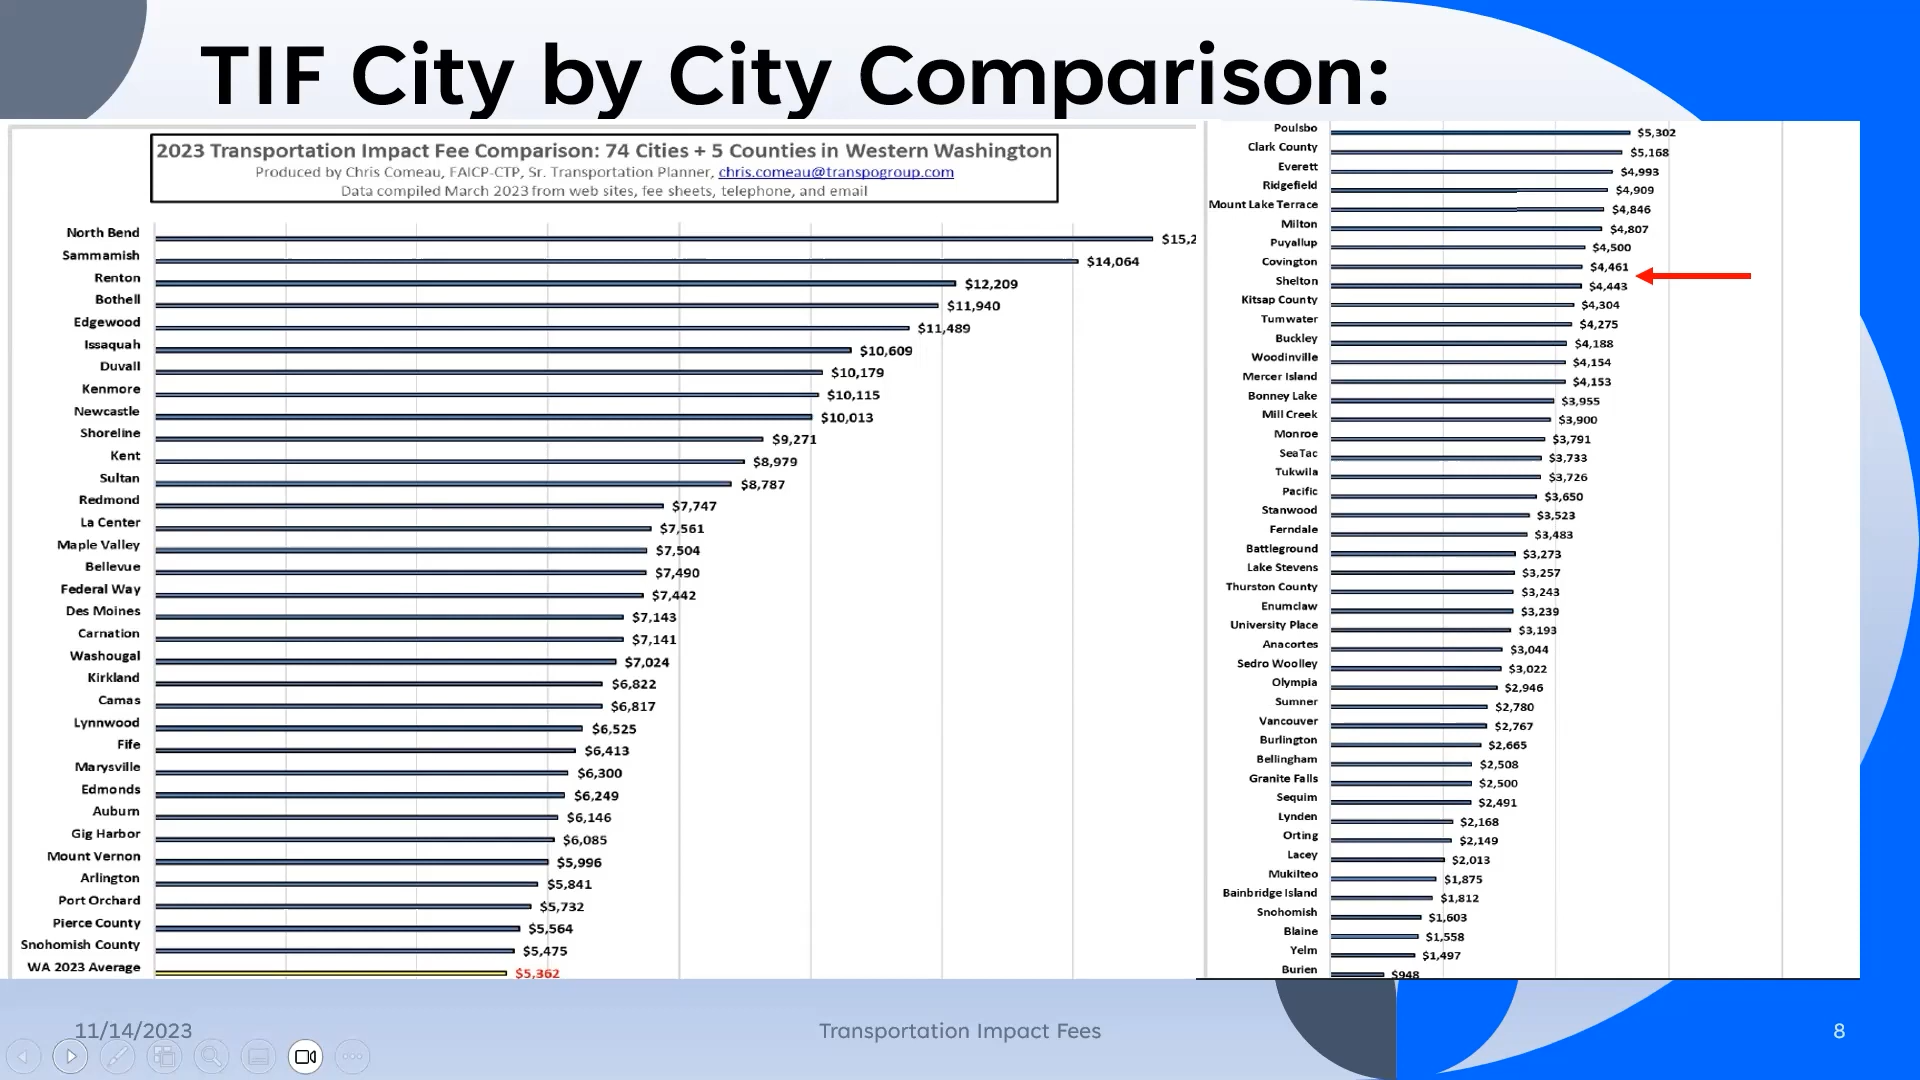 TIF City by City Comparison:
2023 Transportation Impact Fee Comparison: 74 Cities + 5 Counties in Western Washington
Produced by Chris Comeau, FAICP-CTP, Sr. Transportation Planner, chris.comeau@transpogroup.com
Data compiled March 2023 from web sites, fee sheets, telephone, and email
North Bend $15,2
Sammamish $14,064
Renton $12,209
Bothell $11,940
Edgewood $11,489
Issaquah $10,609
Duvall $10,179
Kenmore $10,115
Newcastle $10,013
Shoreline $9,271
Kent $8,979
Sultan $8,787
Redmond $7,747
La Center $7,561
Maple Valley $7,504
Bellevue $7,490
Federal Way $7,442
Des Moines $7,143
Carnation $7,141
Washougal $7,024
Kirkland $6,822
Camas $6,817
Lynnwood $6,525
Fife $6,413
Marysville $6,300
Edmonds $6,249
Auburn $6,146
Gig Harbor $6,085
Mount Vernon $5,996
Arlington $5,841
Port Orchard $5,732
Pierce County $5,564
Snohomish County $5,475
WA 2023 Average $5,362
Poulsbo $5,302
Clark County $5,168
Everett $4,993
Ridgefield $4,909
Mount Lake Terrace $4,846
Milton $4,807
Puyallup $4,500
Covington $4,461
Shelton $4,443
Kitsap County $4,304
Tumwater $4,275
Buckley $4,188
Woodinville $4,154
Mercer Island $4,153
Bonney Lake $3,955
Mill Creek $3,900
Monroe $3,791
SeaTac $3,733
Tukwila $3,726
Pacific $3,650
Stanwood $3,523
Ferndale $3,483
Battleground $3,273
Lake Stevens $3,257
Thurston County $3,243
Enumclaw $3,239
University Place $3,193
Anacortes $3,044
Sedro Woolley $3,022
Olympia $2,946
Sumner $2,780
Vancouver $2,767
Burlington $2,665
Bellingham $2,508
Granite Falls $2,500
Sequim $2,491
Lynden $2,168
Orting $2,149
Lacey $2,013
Mukilteo $1,875
Bainbridge Island $1,812
Snohomish $1,603
Blaine $1,558
Yelm $1,497
Burien $948
11/14/2023
Transportation Impact Fees
8